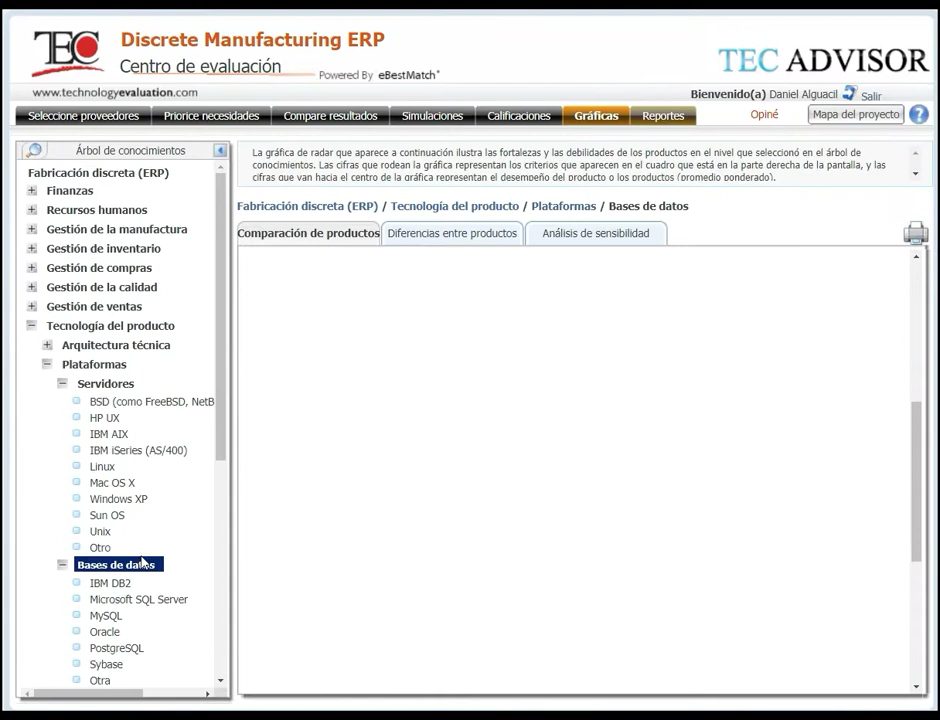 TEC
Discrete Manufacturing ERP
Centro de evaluación
Powered By eBestMatch
www.technologyevaluation.com
TEC ADVISOR
Bienvenido(a) Daniel Alguacil Salir
Seleccione proveedores Priorice necesidades Compare resultados Simulaciones Calificaciones Gráficas Reportes
Opiné Mapa del proyecto ?
Árbol de conocimientos
Fabricación discreta (ERP)
Finanzas
Recursos humanos
Gestión de la manufactura
Gestión de inventario
Gestión de compras
Gestión de la calidad
Gestión de ventas
Tecnología del producto
Arquitectura técnica
Plataformas
Servidores
BSD (como FreeBSD, NetB
HP UX
IBM AIX
IBM iSeries (AS/400)
Linux
Mac OS X
Windows XP
Sun OS
Unix
Otro
Bases de datos
IBM DB2
Microsoft SQL Server
MySQL
Oracle
PostgreSQL
Sybase
Otra
La gráfica de radar que aparece a continuación ilustra las fortalezas y las debilidades de los productos en el nivel que seleccionó en el árbol de
conocimientos. Las cifras que rodean la gráfica representan los criterios que aparecen en el cuadro que está en la parte derecha de la pantalla, y las
cifras que van hacia el centro de la gráfica representan el desempeño del producto o los productos (promedio ponderado).
Fabricación discreta (ERP) / Tecnología del producto / Plataformas / Bases de datos
Comparación de productos Diferencias entre productos Análisis de sensibilidad